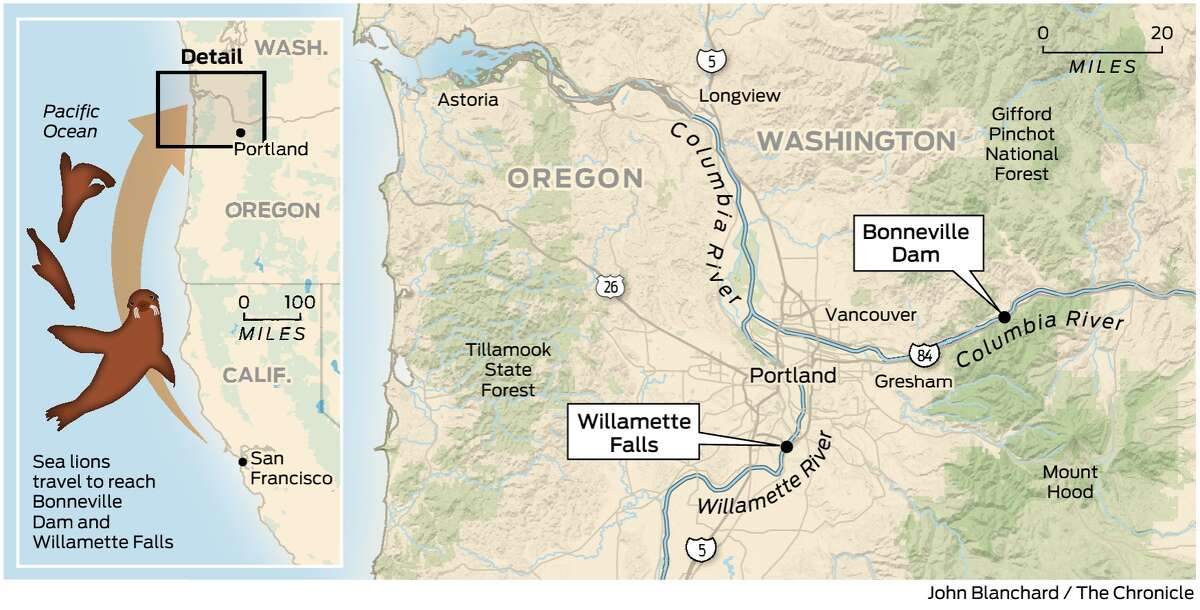 Detail
WASH.
Pacific
Ocean
Portland
OREGON
0 100
MILES
CALIF.
San
Francisco
Sea lions
travel to reach
Bonneville
Dam and
Willamette Falls
0 20
MILES
5
Astoria
Longview
Columbia River
WASHINGTON
Gifford
Pinchot
National
Forest
OREGON
Bonneville
Dam
26
Vancouver
Columbia River
84
Tillamook
State
Forest
Portland
Gresham
Willamette
Falls
Willamette River
Mount
Hood
5
John Blanchard / The Chronicle